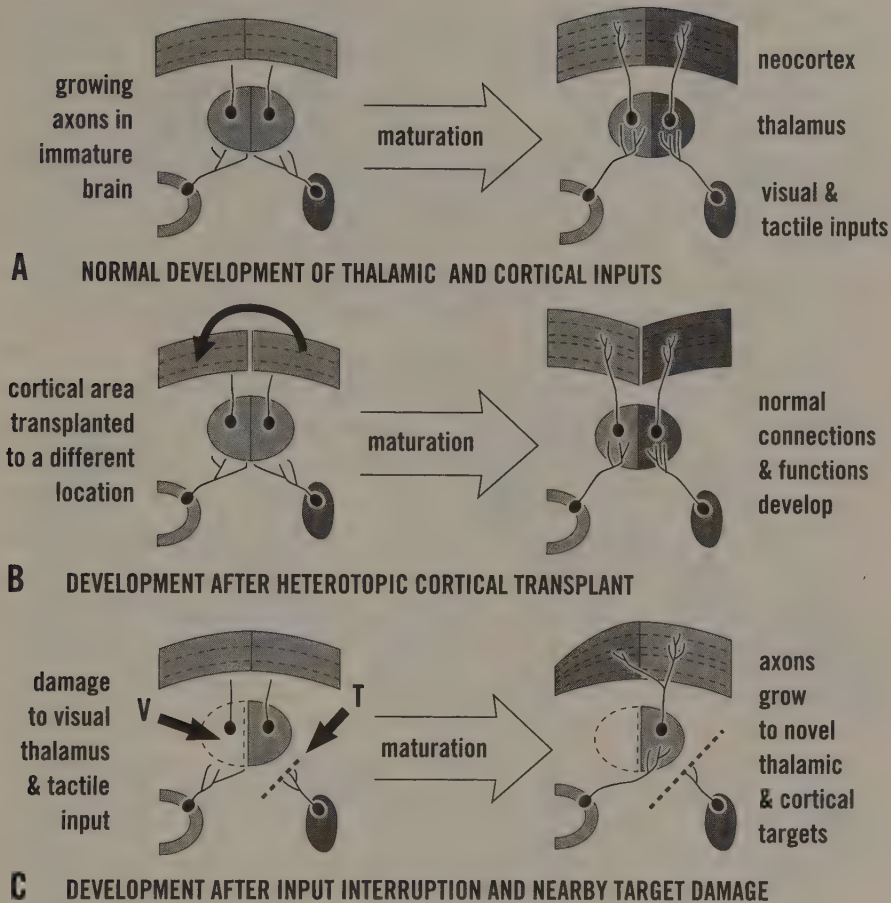 growing
axons in
immature
brain
maturation
neocortex
thalamus
visual &
tactile inputs
A NORMAL DEVELOPMENT OF THALAMIC AND CORTICAL INPUTS
cortical area
transplanted
to a different
location
maturation
normal
connections
& functions
develop
B DEVELOPMENT AFTER HETEROTOPIC CORTICAL TRANSPLANT
damage
to visual
thalamus
& tactile
input
V
T
maturation
axons
grow
to novel
thalamic
& cortical
targets
C DEVELOPMENT AFTER INPUT INTERRUPTION AND NEARBY TARGET DAMAGE